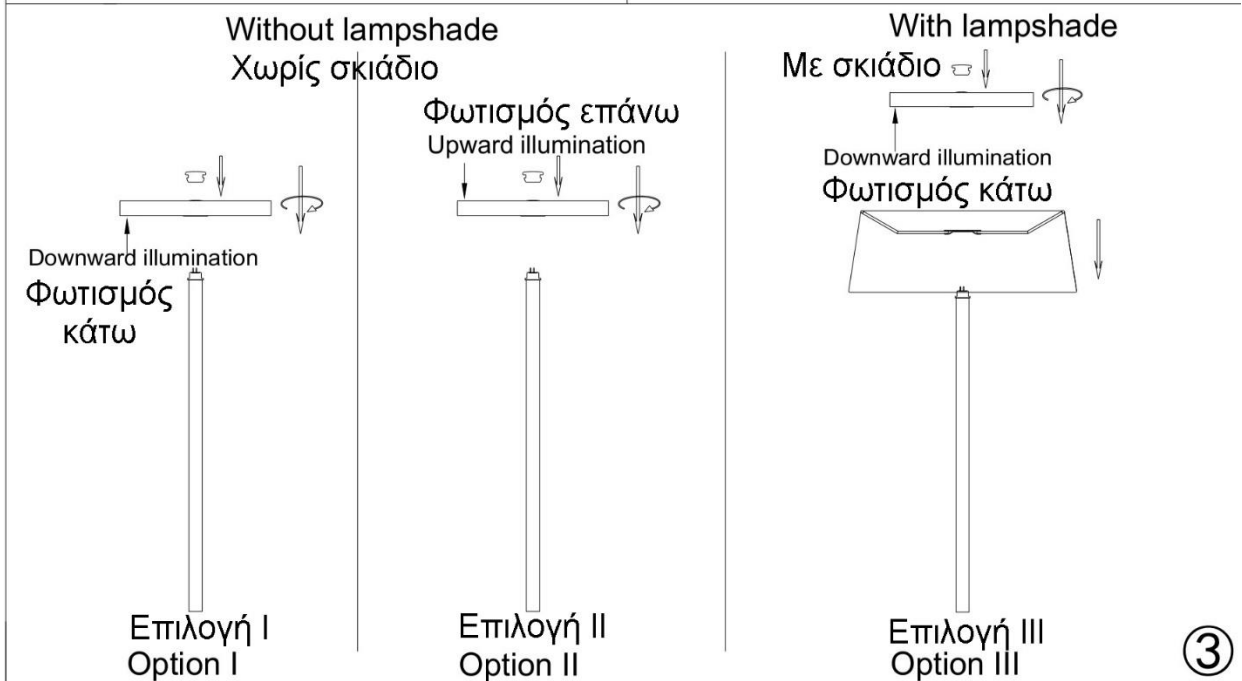 Without lampshade
Χωρίς σκιάδιο
Downward illumination
Φωτισμός
κάτω
Επιλογή I
Option I
Φωτισμός επάνω
Upward illumination
Επιλογή II
Option II
With lampshade
Με σκιάδιο
Downward illumination
Φωτισμός κάτω
Επιλογή III
Option III
③